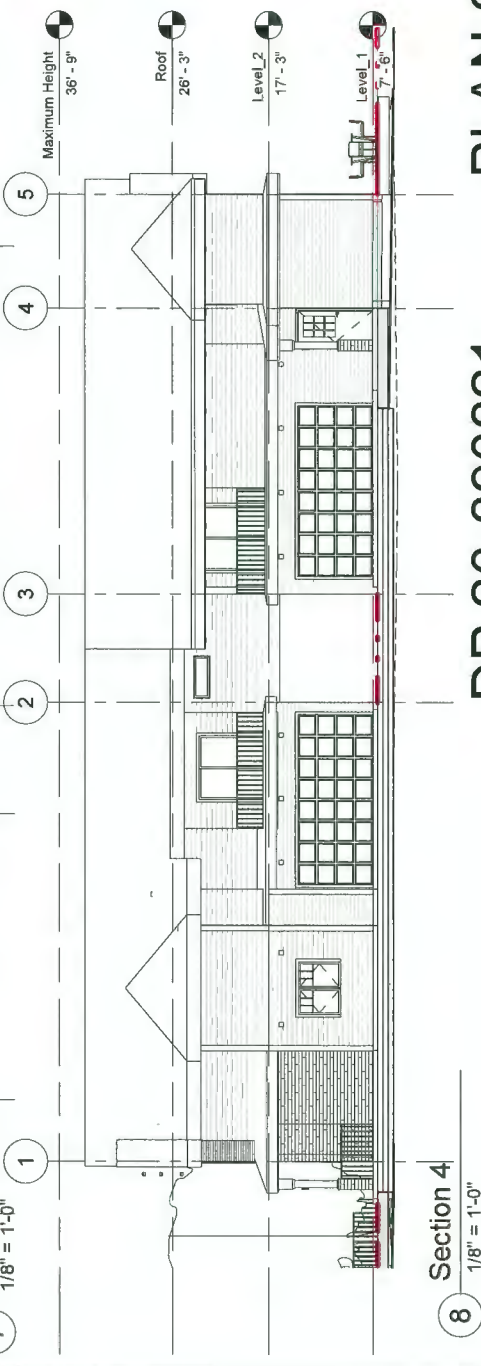 1/8" = 1'-0"
1
2
3
4
5
Maximum Height
36' - 9"
Roof
26' - 3"
Level_2
17' - 3"
Level_1
7' - 6"
8
Section 4
1/8" = 1'-0"